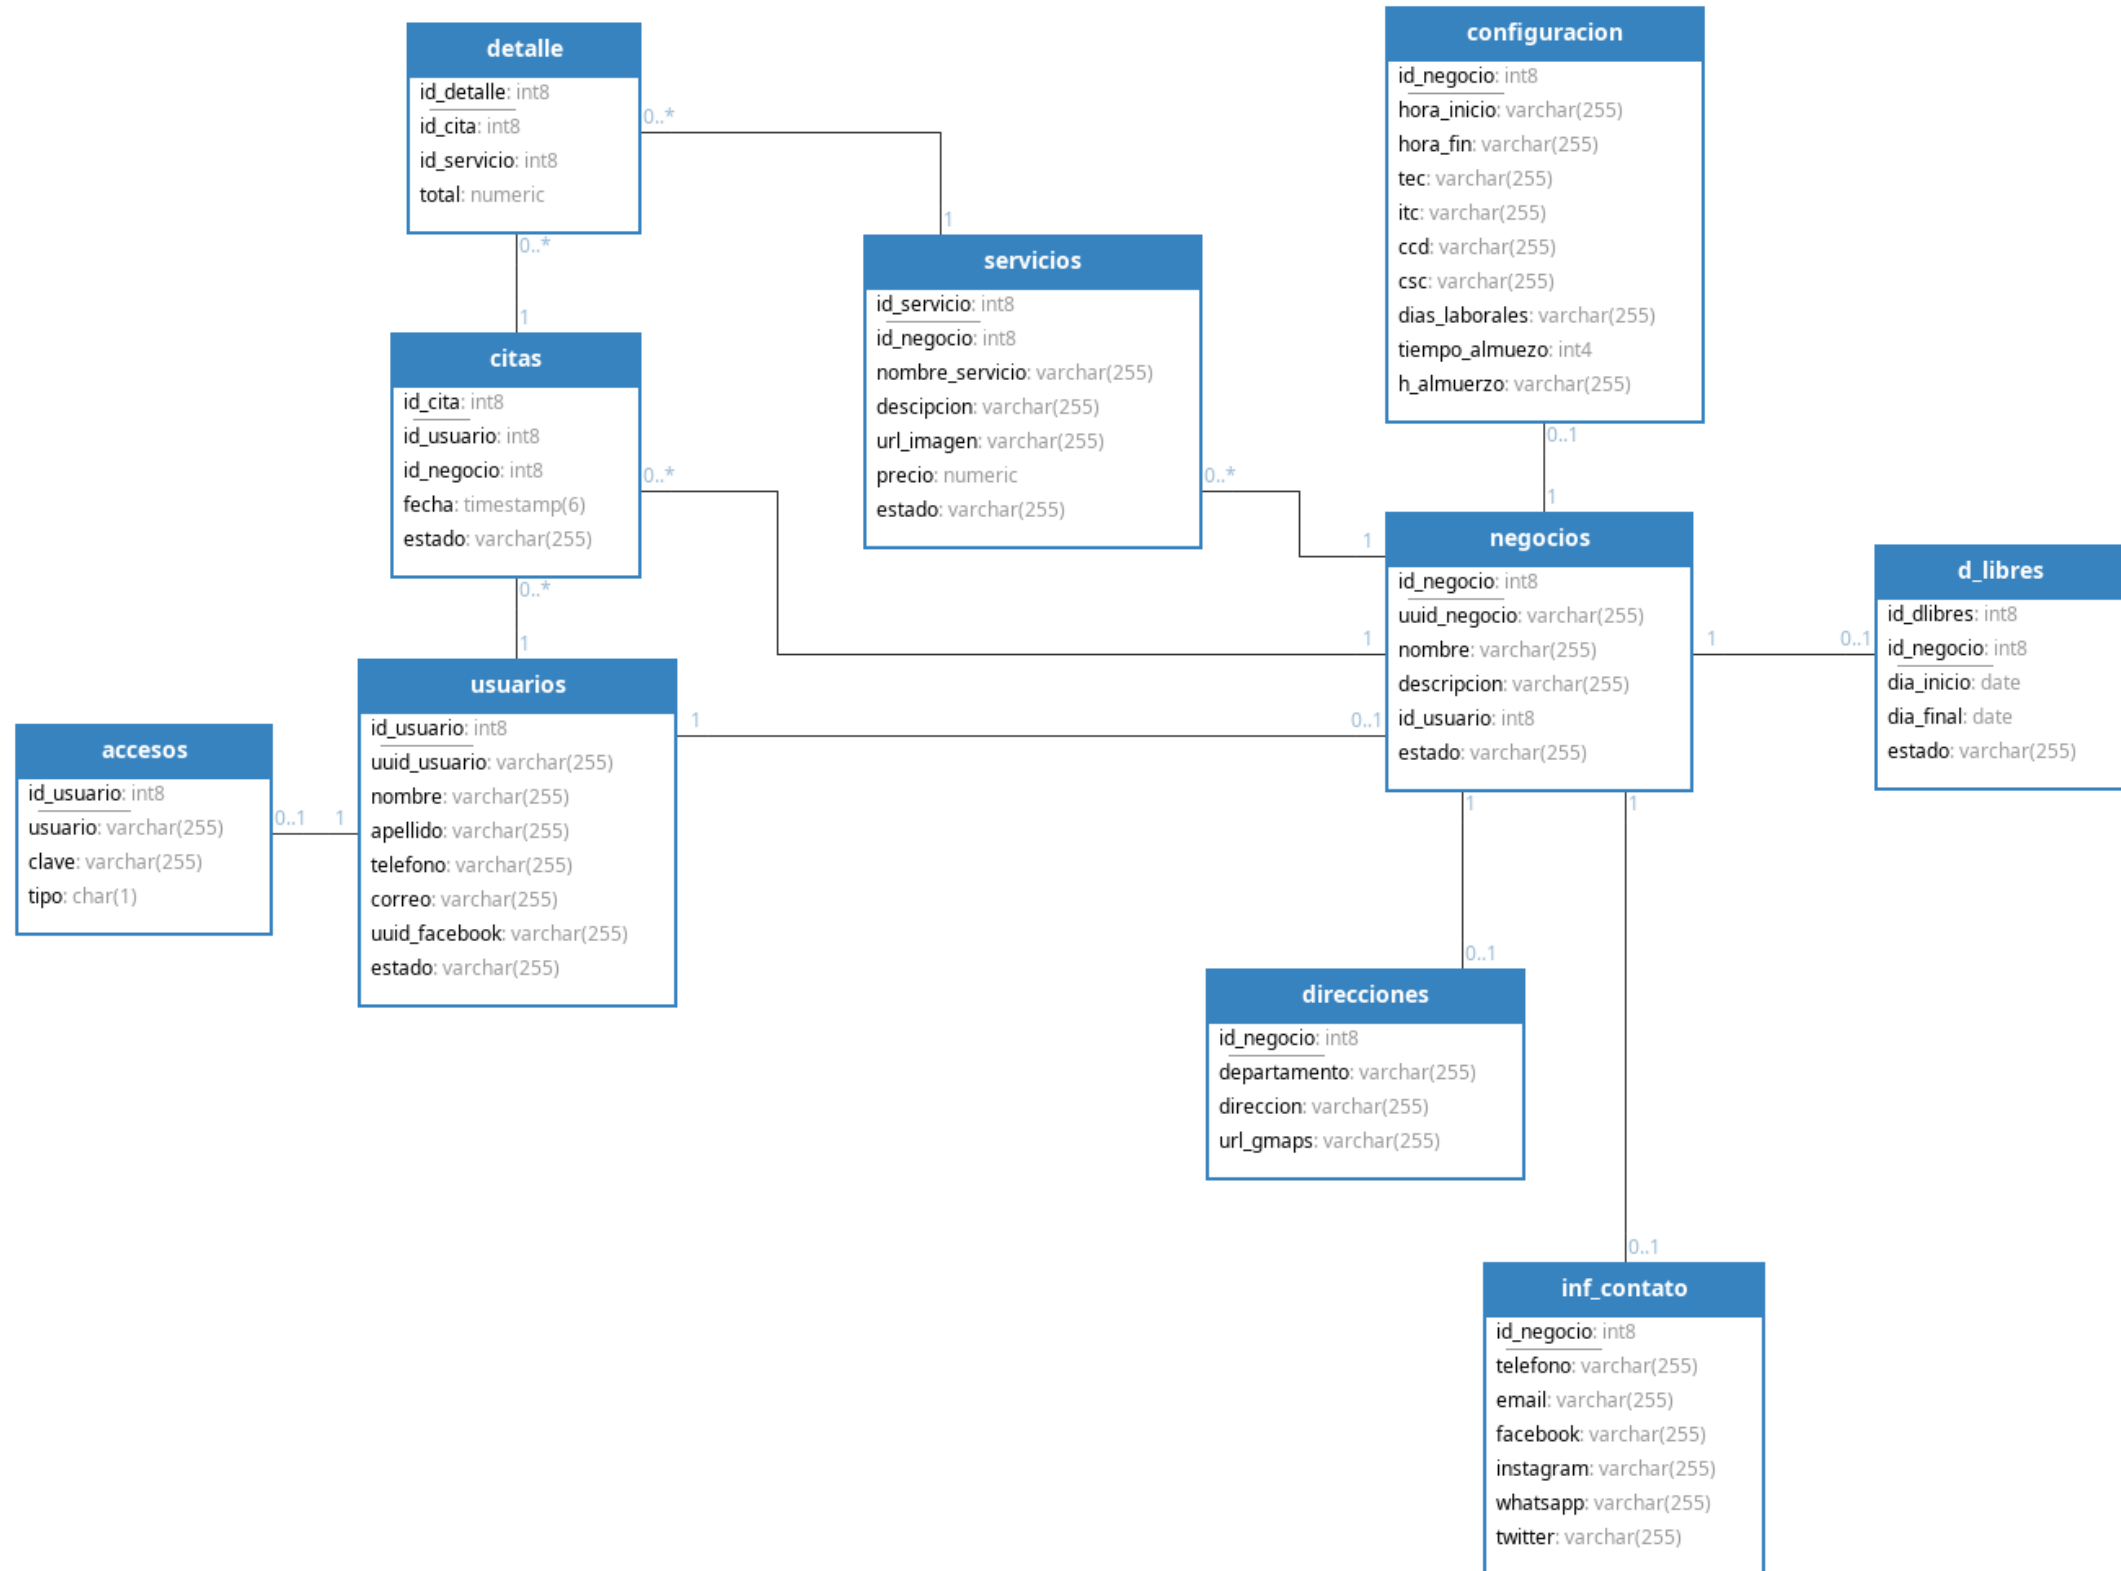 detalle
id_detalle: int8
id_cita: int8
id_servicio: int8
total: numeric
0..*
0..*
1
1
configuracion
id_negocio: int8
hora_inicio: varchar(255)
hora_fin: varchar(255)
tec: varchar(255)
itc: varchar(255)
ccd: varchar(255)
csc: varchar(255)
dias_laborales: varchar(255)
tiempo_almuezo: int4
h_almuerzo: varchar(255)
0..1
1
servicios
id_servicio: int8
id_negocio: int8
nombre_servicio: varchar(255)
descipcion: varchar(255)
url_imagen: varchar(255)
precio: numeric
estado: varchar(255)
0..*
1
citas
id_cita: int8
id_usuario: int8
id_negocio: int8
fecha: timestamp(6)
estado: varchar(255)
0..*
1
0..*
1
negocios
id_negocio: int8
uuid_negocio: varchar(255)
nombre: varchar(255)
descripcion: varchar(255)
id_usuario: int8
estado: varchar(255)
1
0..1
d_libres
id_dlibres: int8
id_negocio: int8
dia_inicio: date
dia_final: date
estado: varchar(255)
usuarios
id_usuario: int8
uuid_usuario: varchar(255)
nombre: varchar(255)
apellido: varchar(255)
telefono: varchar(255)
correo: varchar(255)
uuid_facebook: varchar(255)
estado: varchar(255)
1
0..1
accesos
id_usuario: int8
usuario: varchar(255)
clave: varchar(255)
tipo: char(1)
0..1
1
1
1
0..1
direcciones
id_negocio: int8
departamento: varchar(255)
direccion: varchar(255)
url_gmaps: varchar(255)
0..1
inf_contato
id_negocio: int8
telefono: varchar(255)
email: varchar(255)
facebook: varchar(255)
instagram: varchar(255)
whatsapp: varchar(255)
twitter: varchar(255)